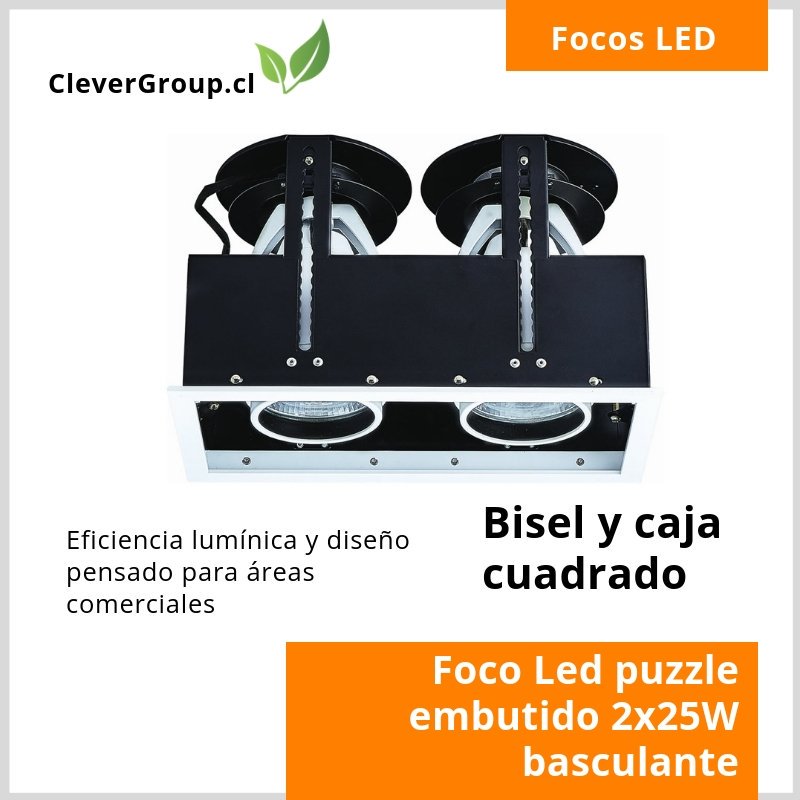 Focos LED
CleverGroup.cl
Bisel y caja
cuadrado
Eficiencia lumínica y diseño
pensado para áreas
comerciales
Foco Led puzzle
embutido 2x25W
basculante